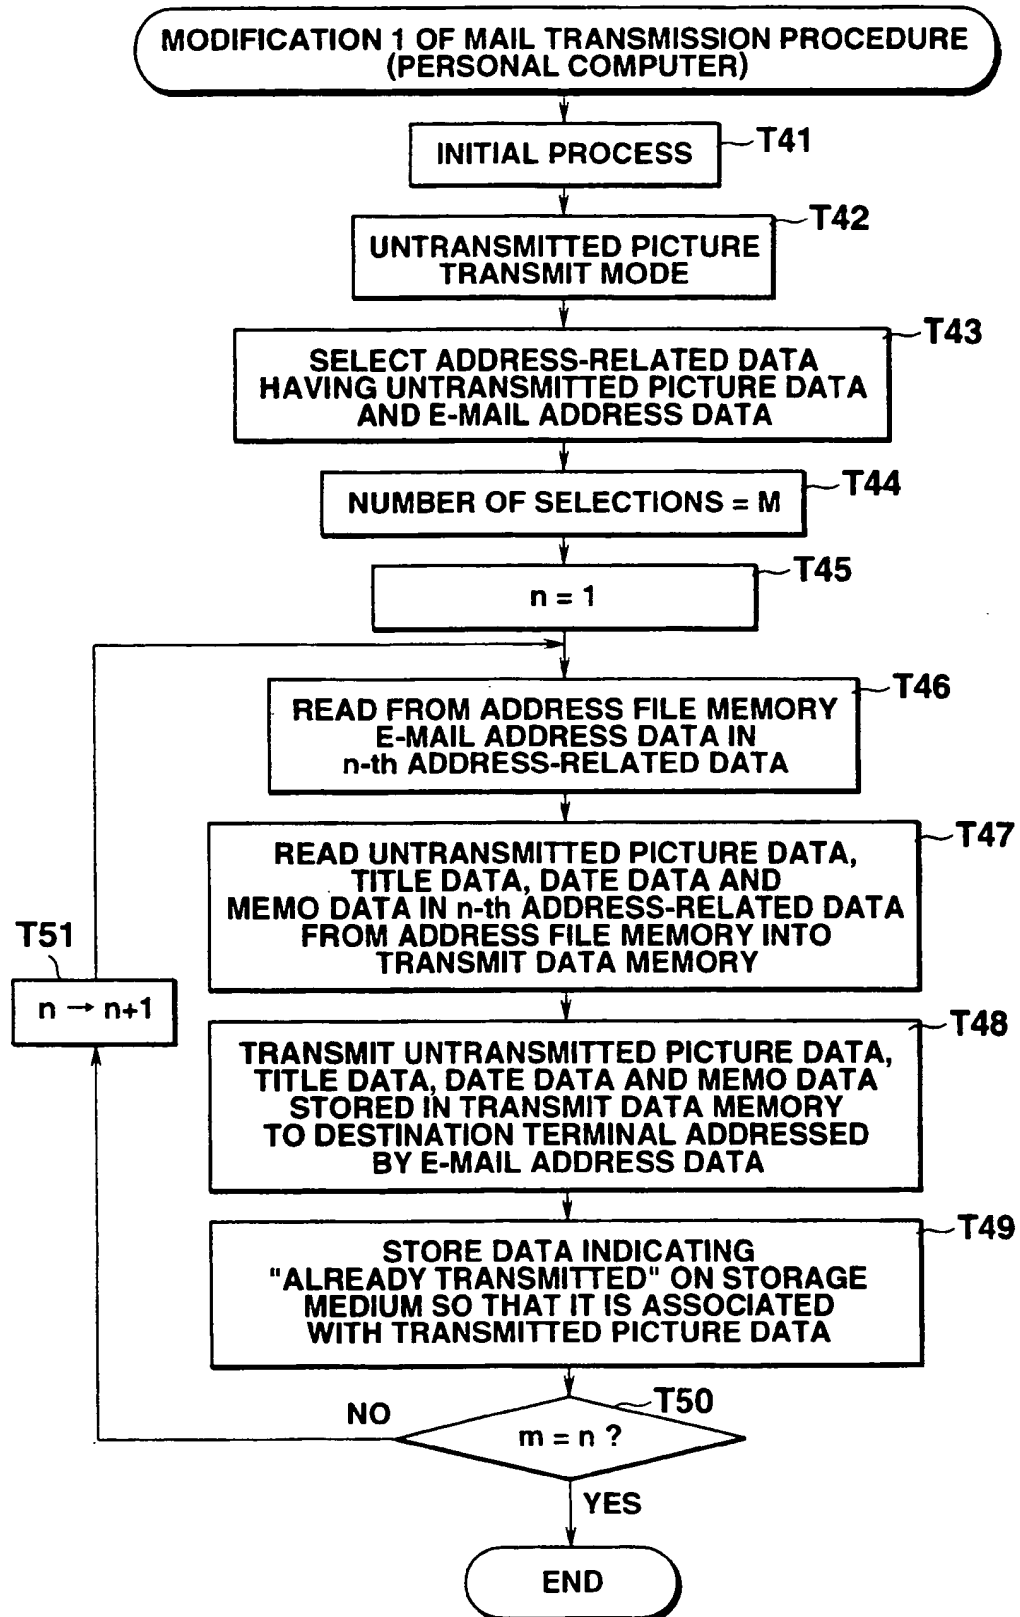 MODIFICATION 1 OF MAIL TRANSMISSION PROCEDURE
(PERSONAL COMPUTER)
T41
INITIAL PROCESS
T42
UNTRANSMITTED PICTURE
TRANSMIT MODE
T43
SELECT ADDRESS-RELATED DATA
HAVING UNTRANSMITTED PICTURE DATA
AND E-MAIL ADDRESS DATA
T44
NUMBER OF SELECTIONS = M
T45
n = 1
T46
READ FROM ADDRESS FILE MEMORY
E-MAIL ADDRESS DATA IN
n-th ADDRESS-RELATED DATA
T47
READ UNTRANSMITTED PICTURE DATA,
TITLE DATA, DATE DATA AND
MEMO DATA IN n-th ADDRESS-RELATED DATA
FROM ADDRESS FILE MEMORY INTO
TRANSMIT DATA MEMORY
T51
n → n+1
T48
TRANSMIT UNTRANSMITTED PICTURE DATA,
TITLE DATA, DATE DATA AND MEMO DATA
STORED IN TRANSMIT DATA MEMORY
TO DESTINATION TERMINAL ADDRESSED
BY E-MAIL ADDRESS DATA
T49
STORE DATA INDICATING
"ALREADY TRANSMITTED" ON STORAGE
MEDIUM SO THAT IT IS ASSOCIATED
WITH TRANSMITTED PICTURE DATA
T50
NO
m = n ?
YES
END